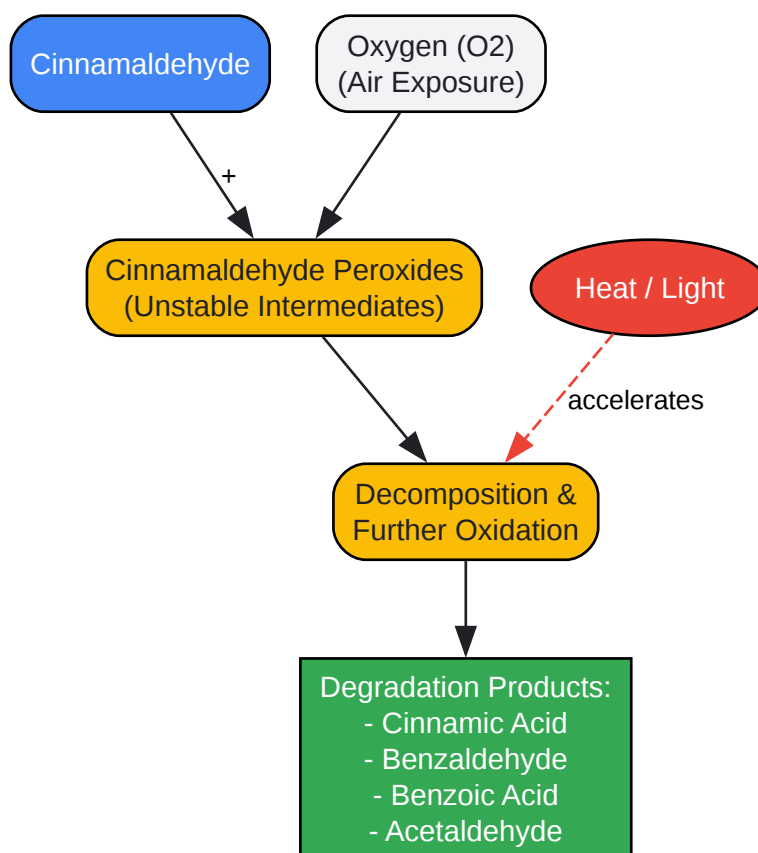 Cinnamaldehyde
Oxygen (O2)
(Air Exposure)
+
Cinnamaldehyde Peroxides
(Unstable Intermediates)
Heat / Light
accelerates
Decomposition &
Further Oxidation
Degradation Products:
- Cinnamic Acid
- Benzaldehyde
- Benzoic Acid
- Acetaldehyde